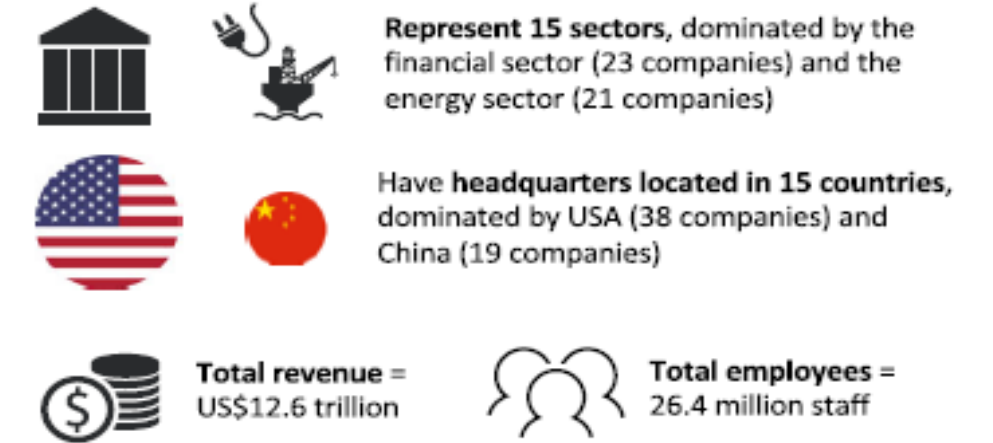 Represent 15 sectors, dominated by the
financial sector (23 companies) and the
energy sector (21 companies)
Have headquarters located in 15 countries,
dominated by USA (38 companies) and
China (19 companies)
$
Total revenue =
US$12.6 trillion
Total employees =
26.4 million staff